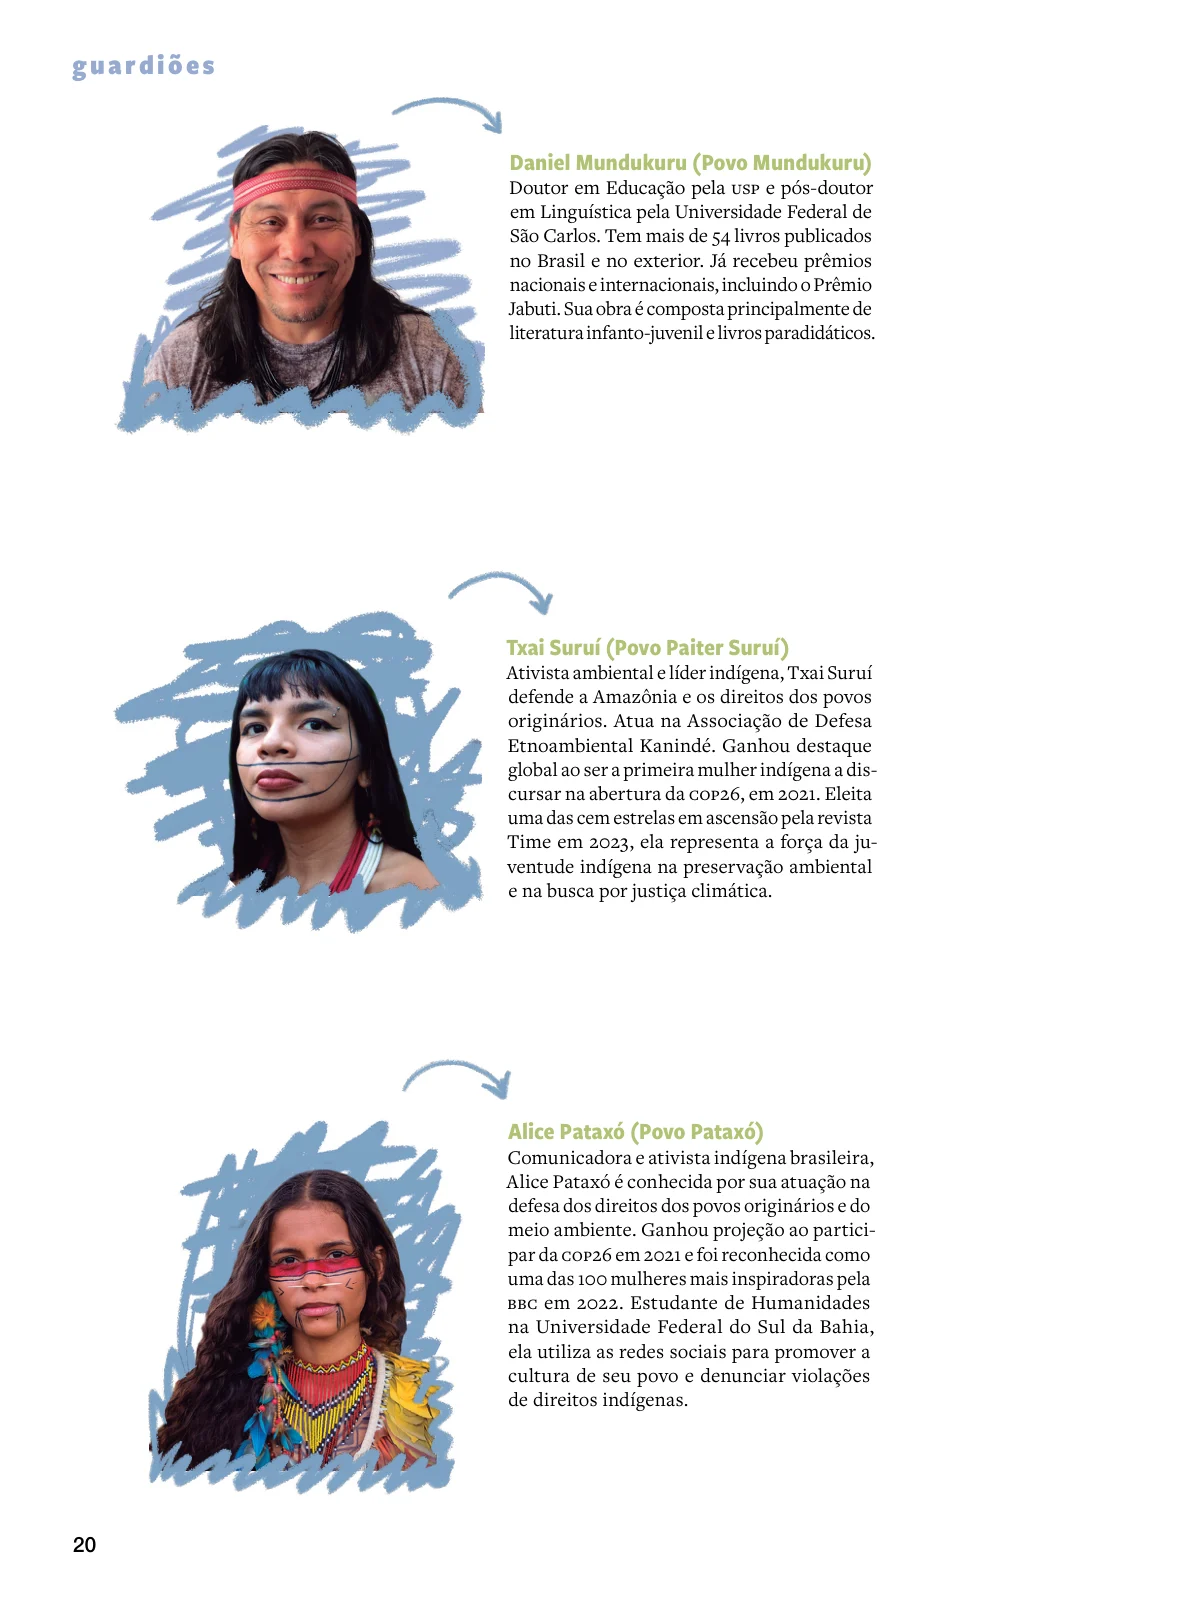 guardiões
Daniel Mundukuru (Povo Mundukuru)
Doutor em Educação pela USP e pós-doutor
em Linguística pela Universidade Federal de
São Carlos. Tem mais de 54 livros publicados
no Brasil e no exterior. Já recebeu prêmios
nacionais e internacionais, incluindo o Prêmio
Jabuti. Sua obra é composta principalmente de
literatura infanto-juvenil e livros paradidáticos.
Txai Suruí (Povo Paiter Suruí)
Ativista ambiental e líder indígena, Txai Suruí
defende a Amazônia e os direitos dos povos
originários. Atua na Associação de Defesa
Etnoambiental Kanindé. Ganhou destaque
global ao ser a primeira mulher indígena a dis-
cursar na abertura da COP26, em 2021. Eleita
uma das cem estrelas em ascensão pela revista
Time em 2023, ela representa a força da ju-
ventude indígena na preservação ambiental
e na busca por justiça climática.
Alice Pataxó (Povo Pataxó)
Comunicadora e ativista indígena brasileira,
Alice Pataxó é conhecida por sua atuação na
defesa dos direitos dos povos originários e do
meio ambiente. Ganhou projeção ao partici-
par da COP26 em 2021 e foi reconhecida como
uma das 100 mulheres mais inspiradoras pela
BBC em 2022. Estudante de Humanidades
na Universidade Federal do Sul da Bahia,
ela utiliza as redes sociais para promover a
cultura de seu povo e denunciar violações
de direitos indígenas.
20